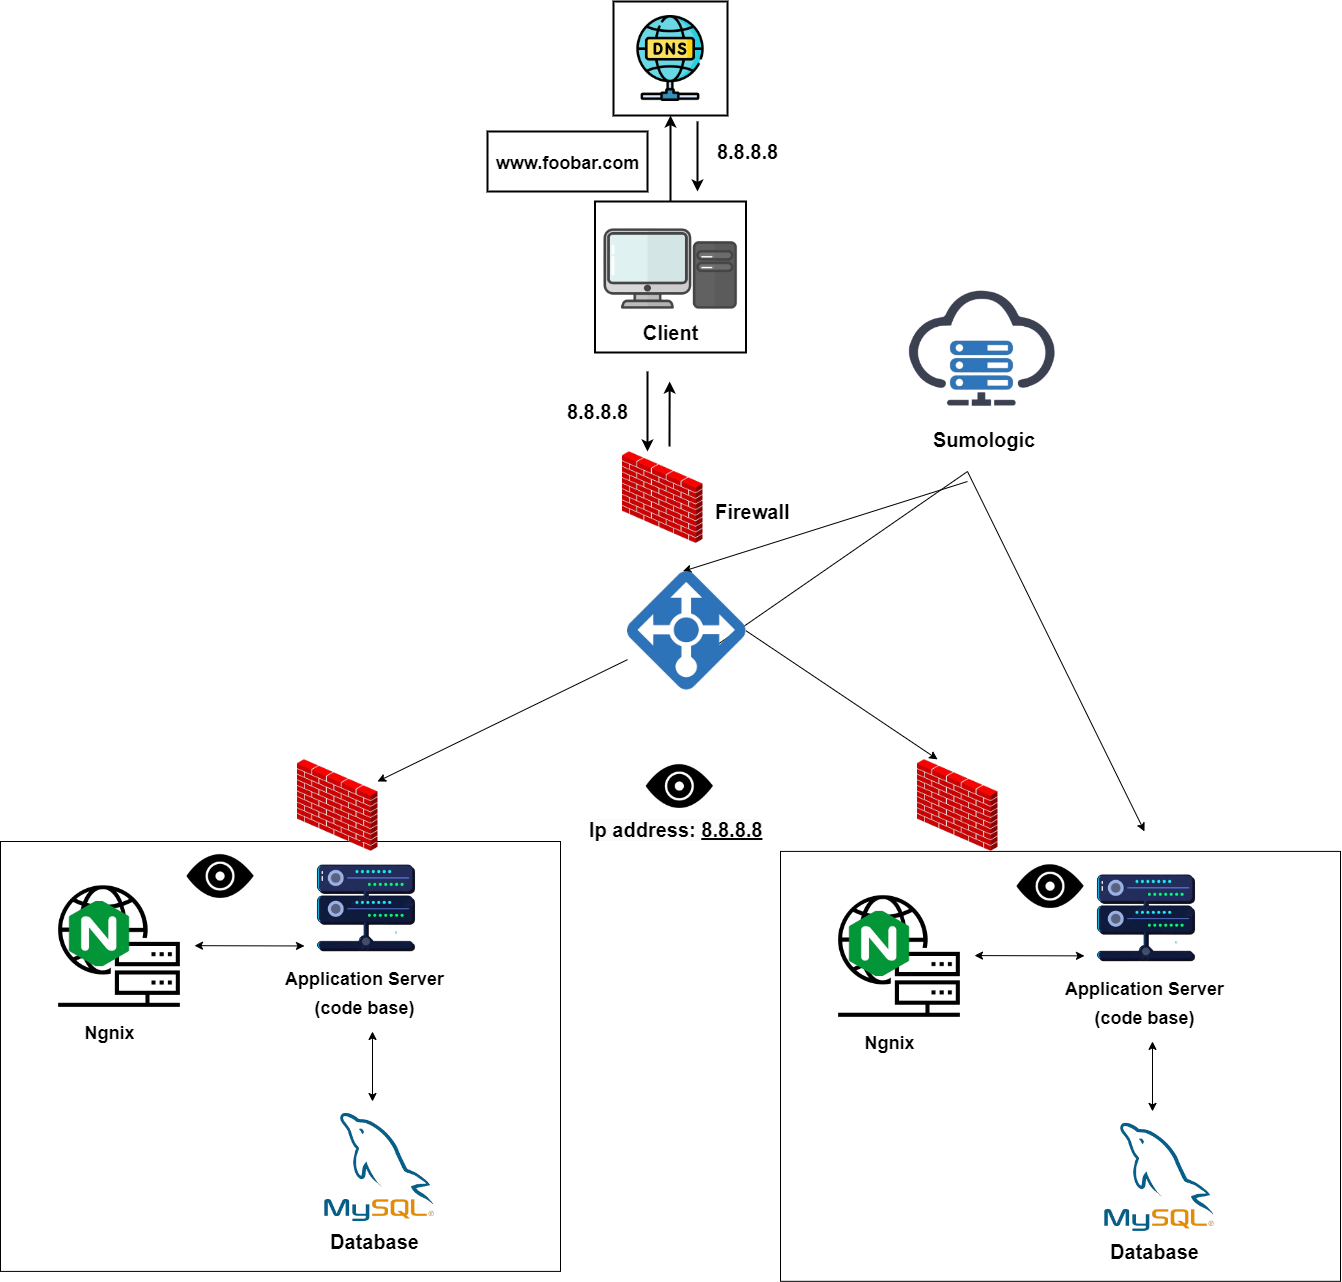 DNS
www.foobar.com
8.8.8.8
Client
8.8.8.8
Sumologic
Firewall
Ip address: 8.8.8.8
N
Application Server
(code base)
Ngnix
MySQL®
Database
N
Application Server
(code base)
Ngnix
MySQL®
Database